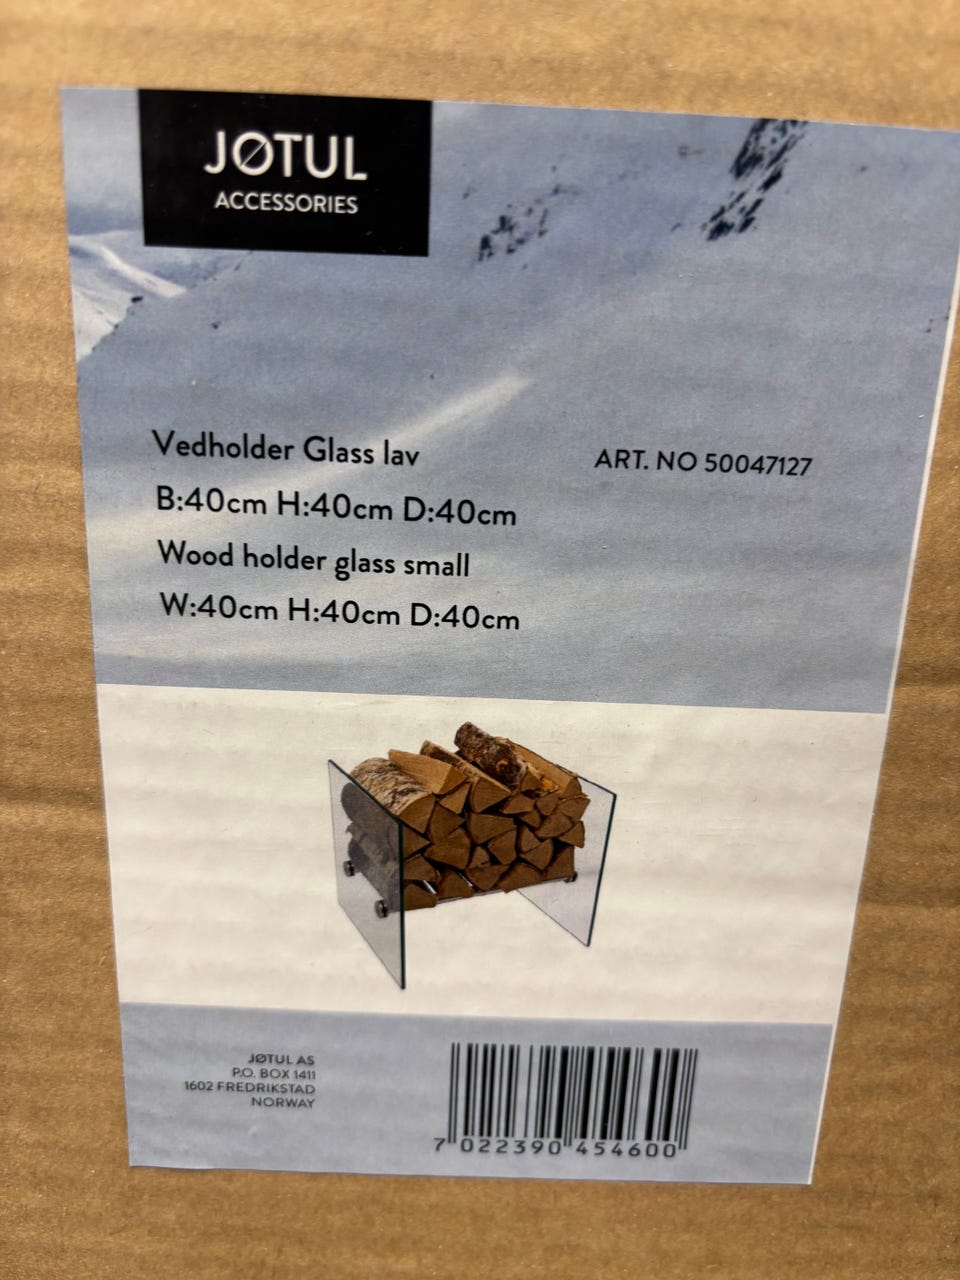 JØTUL
ACCESSORIES
Vedholder Glass lav
ART. NO 50047127
B:40cm H:40cm D:40cm
Wood holder glass small
W:40cm H:40cm D:40cm
JØTUL AS
P.O. BOX 1411
1602 FREDRIKSTAD
NORWAY
7 022390 454600